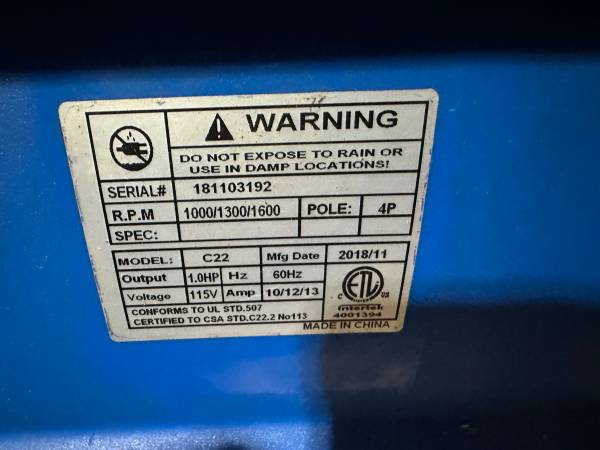 WARNING
DO NOT EXPOSE TO RAIN OR
USE IN DAMP LOCATIONS!
SERIAL# 181103192
R.P.M 1000/1300/1600 POLE: 4P
SPEC:
MODEL: C22 Mfg Date 2018/11
Output 1.0HP Hz 60Hz
Voltage 115V Amp 10/12/13
ETL
C US
Intertek
4001394
CONFORMS TO UL STD.507
CERTIFIED TO CSA STD.C22.2 No113
MADE IN CHINA